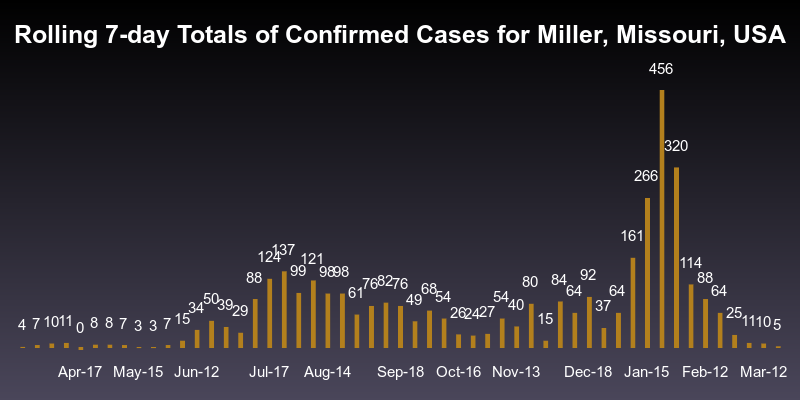 Rolling 7-day Totals of Confirmed Cases for Miller, Missouri, USA
4 7 10 11 0 8 8 7 3 3 7 15 34 50 39 29 88 124 137 99 121 98 98 61 76 82 76 49 68 54 26 24 27 54 40 80 15 84 64 92 37 64 161 266 456 320 114 88 64 25 11 10 5
Apr-17 May-15 Jun-12 Jul-17 Aug-14 Sep-18 Oct-16 Nov-13 Dec-18 Jan-15 Feb-12 Mar-12